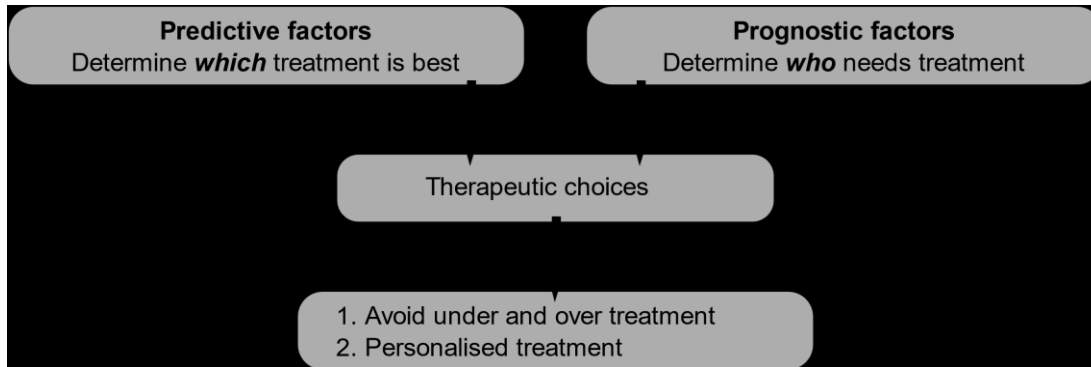 Predictive factors
Determine which treatment is best
Prognostic factors
Determine who needs treatment
Therapeutic choices
1. Avoid under and over treatment
2. Personalised treatment